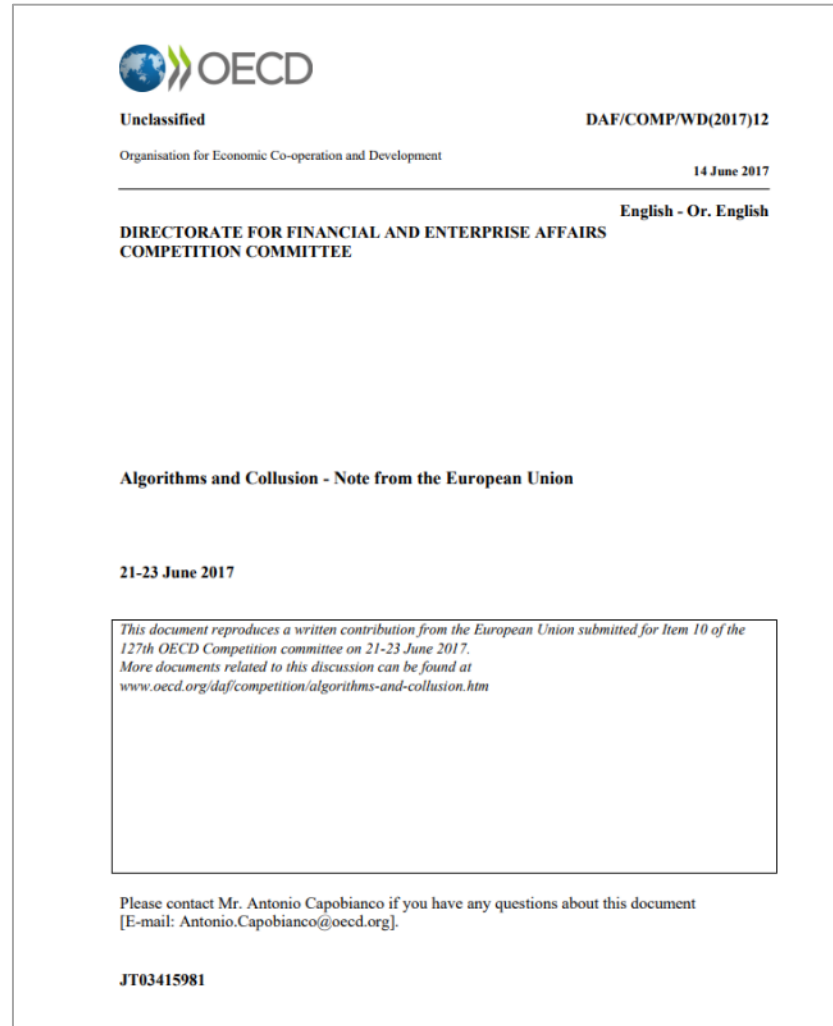 OECD
Unclassified DAF/COMP/WD(2017)12
Organisation for Economic Co-operation and Development
14 June 2017
English - Or. English
DIRECTORATE FOR FINANCIAL AND ENTERPRISE AFFAIRS
COMPETITION COMMITTEE
Algorithms and Collusion - Note from the European Union
21-23 June 2017
This document reproduces a written contribution from the European Union submitted for Item 10 of the
127th OECD Competition committee on 21-23 June 2017.
More documents related to this discussion can be found at
www.oecd.org/daf/competition/algorithms-and-collusion.htm
Please contact Mr. Antonio Capobianco if you have any questions about this document
[E-mail: Antonio.Capobianco@oecd.org].
JT03415981